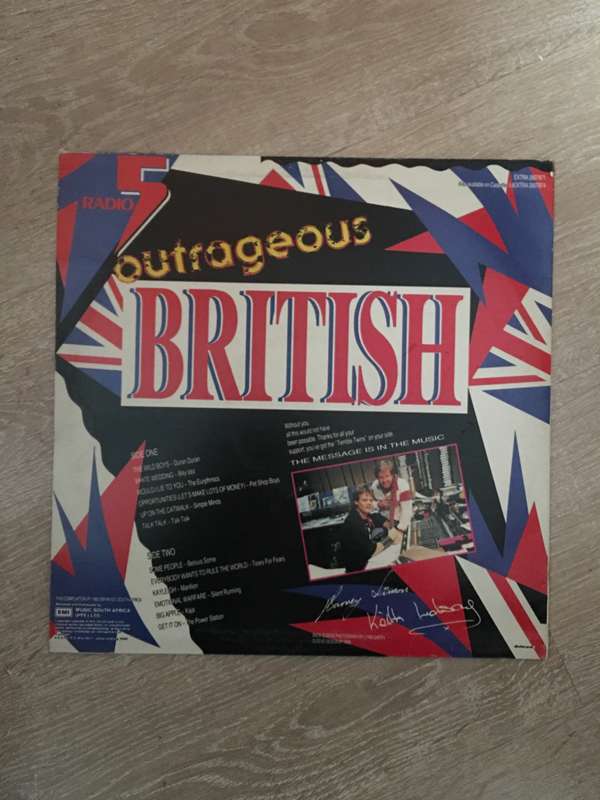 5
RADIO
outrageous
BRITISH
Without you,
all this would not have
been possible. Thanks for all your
support, you've got the "Terrible Twins" on your side.
THE MESSAGE IS IN THE MUSIC
SIDE ONE
THE WILD BOYS - Duran Duran
WHITE WEDDING - Billy Idol
WOULD I LIE TO YOU - The Eurythmics
OPPORTUNITIES (LET'S MAKE LOTS OF MONEY) - Pet Shop Boys
UP ON THE CATWALK - Simple Minds
TALK TALK - Talk Talk
SIDE TWO
SOME PEOPLE - Belouis Some
EVERYBODY WANTS TO RULE THE WORLD - Tears For Fears
KAYLEIGH - Marillion
EMOTIONAL WARFARE - Silent Running
BIG APPLE - Kaja
GET IT ON - The Power Station
EMI
MUSIC SOUTH AFRICA
(PTY) LTD.